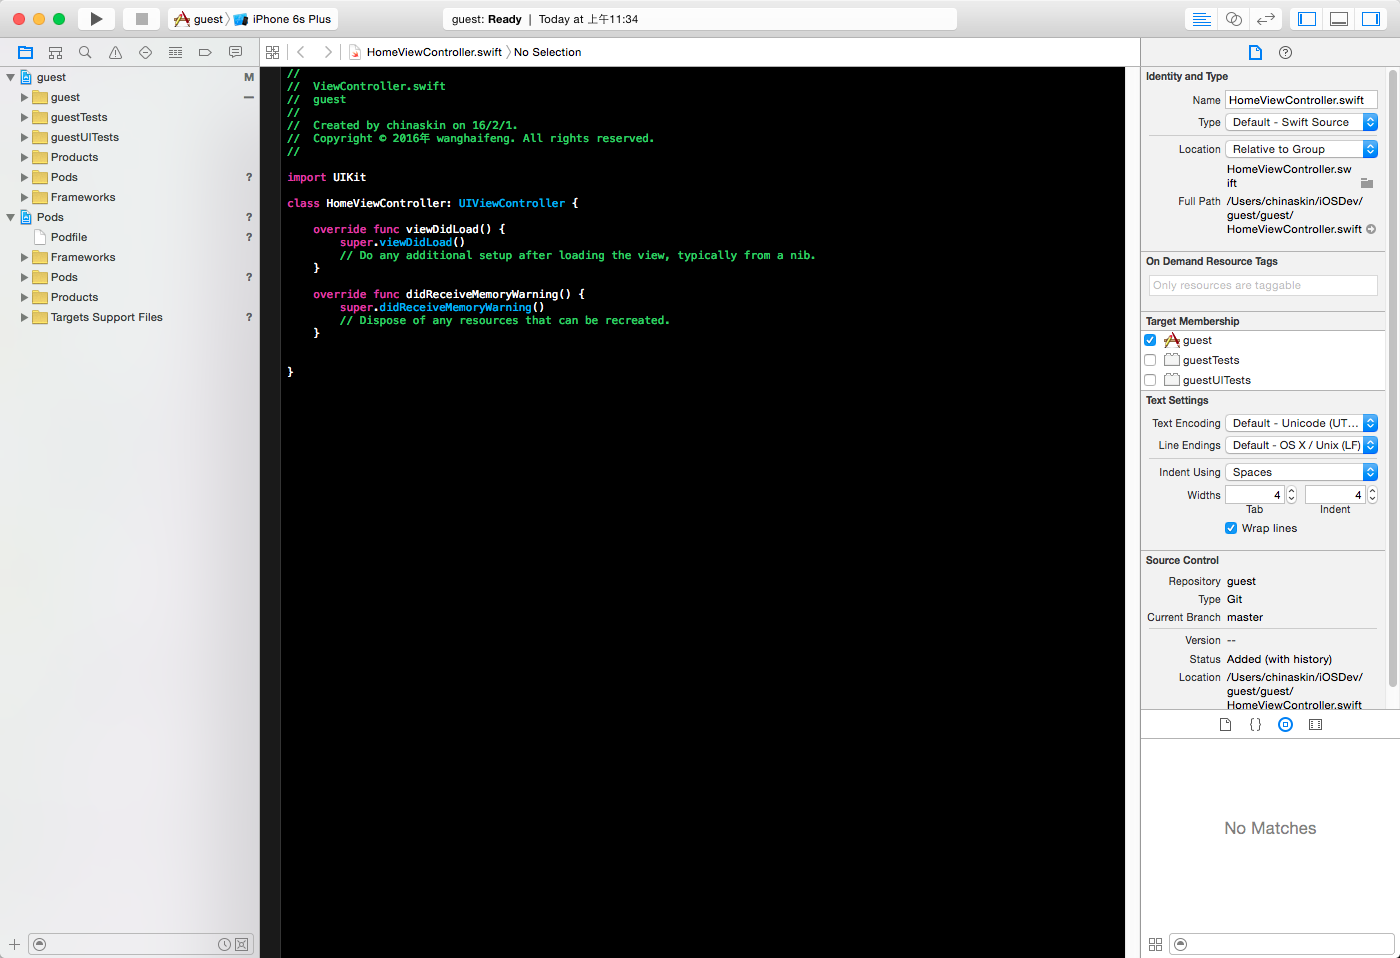 guest
iPhone 6s Plus
guest: Ready | Today at 上午11:34
HomeViewController.swift
No Selection
guest M
guest
guestTests
guestUITests
Products
Pods ?
Frameworks
Pods ?
Podfile ?
Frameworks
Pods ?
Products
Targets Support Files ?
//
// ViewController.swift
// guest
//
// Created by chinaskin on 16/2/1.
// Copyright © 2016年 wanghaifeng. All rights reserved.
//
import UIKit
class HomeViewController: UIViewController {
override func viewDidLoad() {
super.viewDidLoad()
// Do any additional setup after loading the view, typically from a nib.
}
override func didReceiveMemoryWarning() {
super.didReceiveMemoryWarning()
// Dispose of any resources that can be recreated.
}
}
Identity and Type
Name HomeViewController.swift
Type Default - Swift Source
Location Relative to Group
HomeViewController.sw
ift
Full Path /Users/chinaskin/iOSDev/
guest/guest/
HomeViewController.swift
On Demand Resource Tags
Only resources are taggable
Target Membership
guest
guestTests
guestUITests
Text Settings
Text Encoding Default - Unicode (UT...
Line Endings Default - OS X / Unix (LF)
Indent Using Spaces
Widths 4 4
Tab Indent
Wrap lines
Source Control
Repository guest
Type Git
Current Branch master
Version --
Status Added (with history)
Location /Users/chinaskin/iOSDev/
guest/guest/
HomeViewController.swift
{ }
No Matches